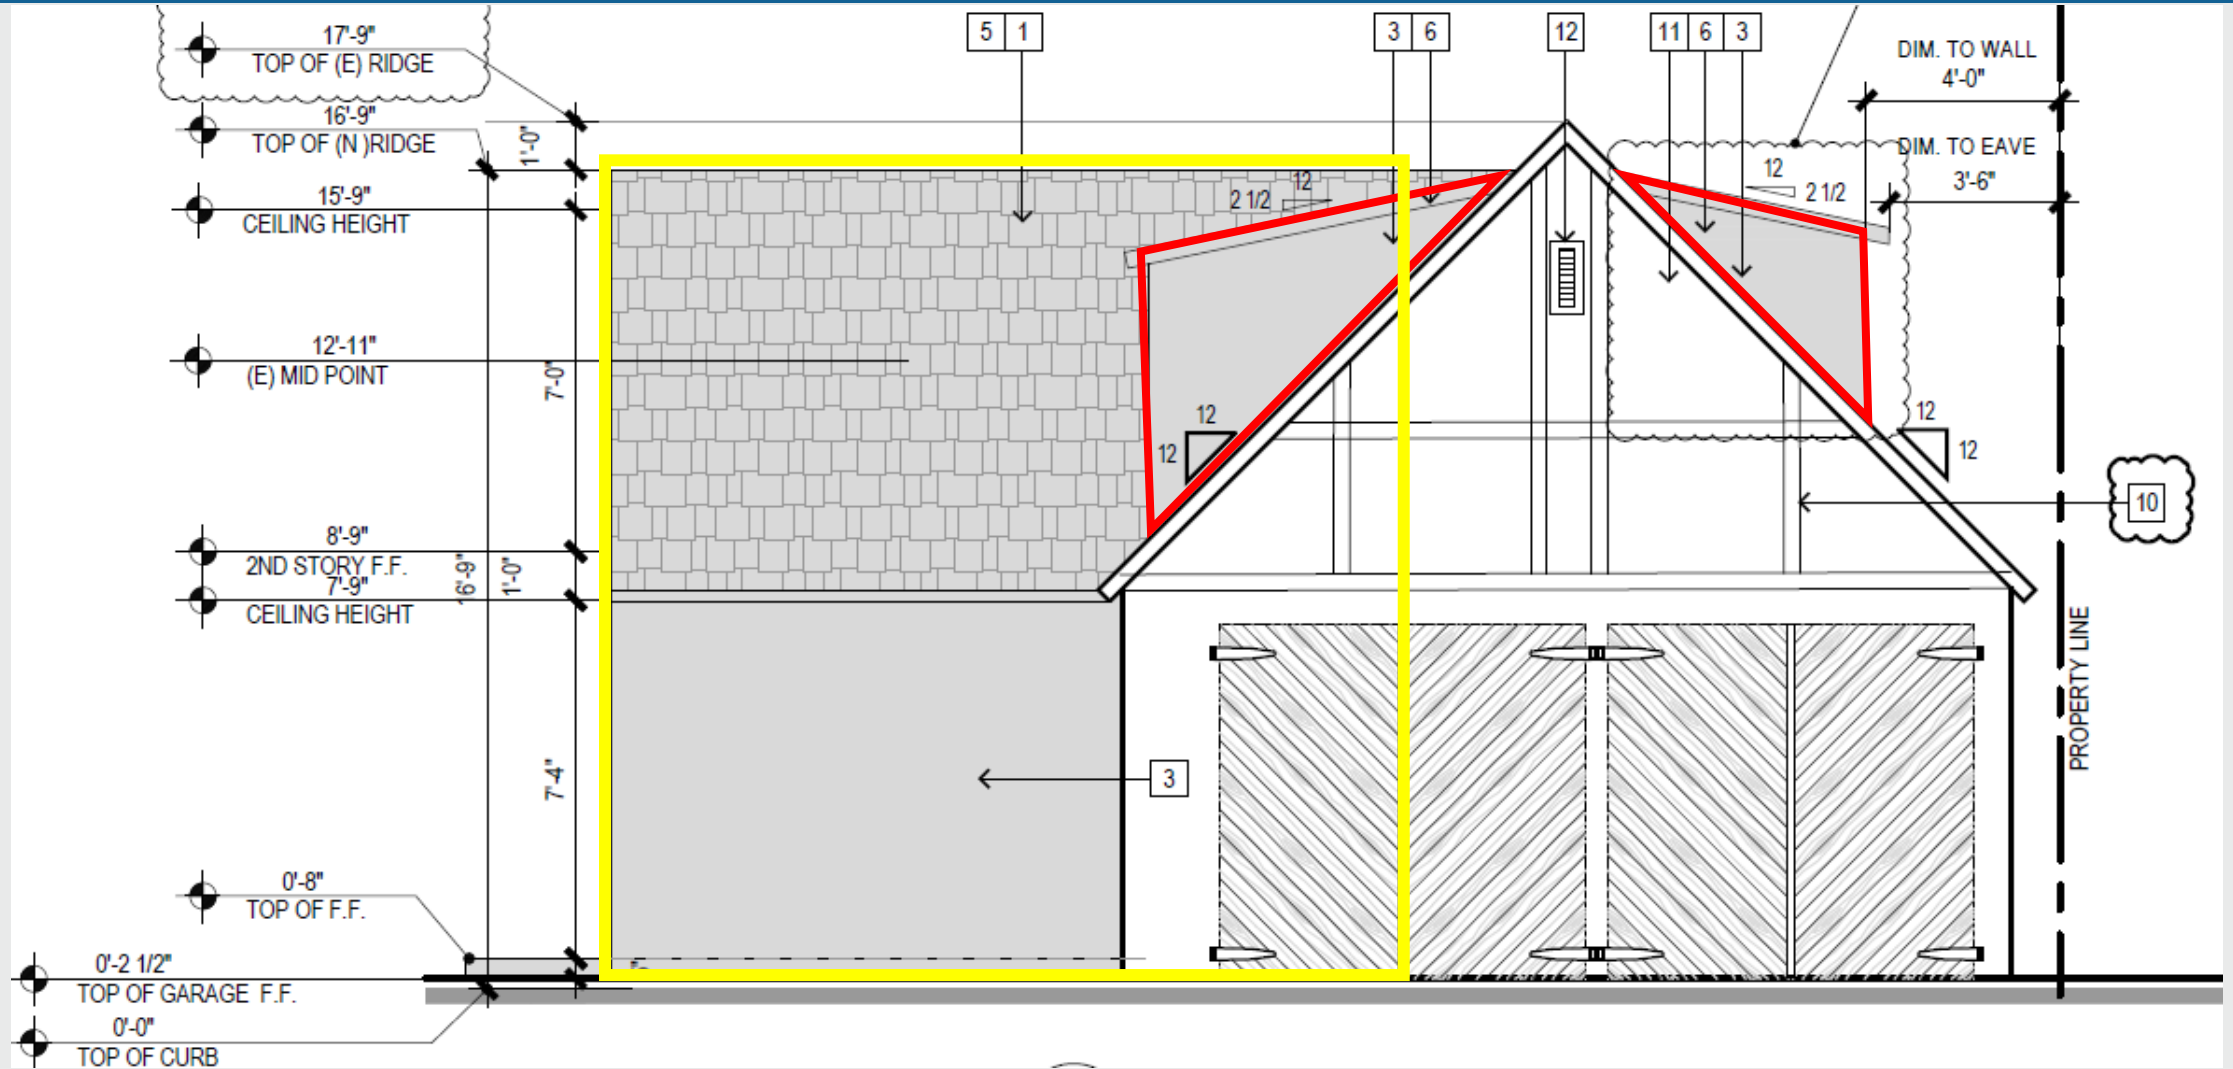 17'-9"
TOP OF (E) RIDGE
16'-9"
TOP OF (N )RIDGE
15'-9"
CEILING HEIGHT
12'-11"
(E) MID POINT
8'-9"
2ND STORY F.F.
7'-9"
CEILING HEIGHT
0'-8"
TOP OF F.F.
0'-2 1/2"
TOP OF GARAGE F.F.
0'-0"
TOP OF CURB
1'-0"
7'-0"
16'-9"
1'-0"
7'-4"
5 1
3 6
12
11 6 3
12
2 1/2
12
2 1/2
12
12
12
12
3
10
DIM. TO WALL
4'-0"
DIM. TO EAVE
3'-6"
PROPERTY LINE